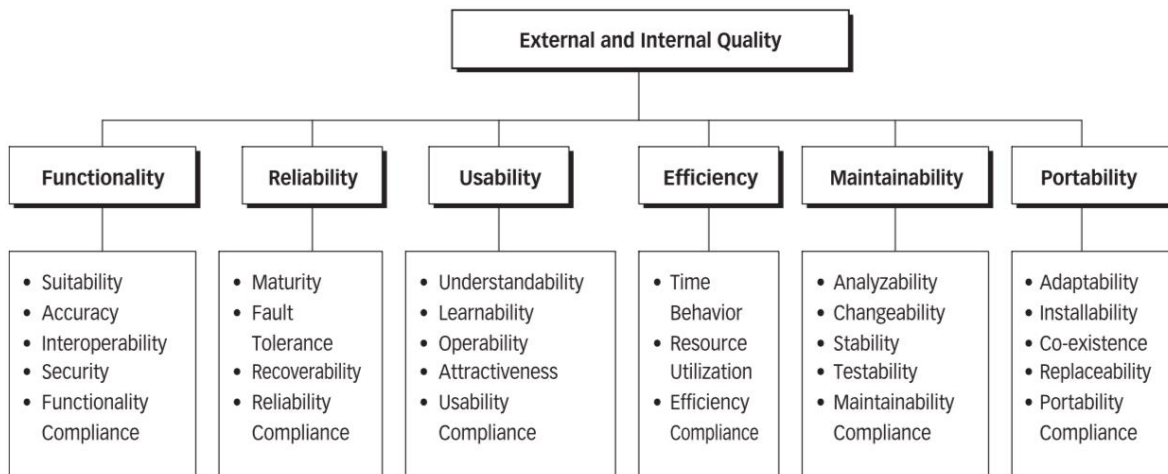 External and Internal Quality
Functionality
Reliability
Usability
Efficiency
Maintainability
Portability
• Suitability
• Accuracy
• Interoperability
• Security
• Functionality
Compliance
• Maturity
• Fault
Tolerance
• Recoverability
• Reliability
Compliance
• Understandability
• Learnability
• Operability
• Attractiveness
• Usability
Compliance
• Time
Behavior
• Resource
Utilization
• Efficiency
Compliance
• Analyzability
• Changeability
• Stability
• Testability
• Maintainability
Compliance
• Adaptability
• Installability
• Co-existence
• Replaceability
• Portability
Compliance